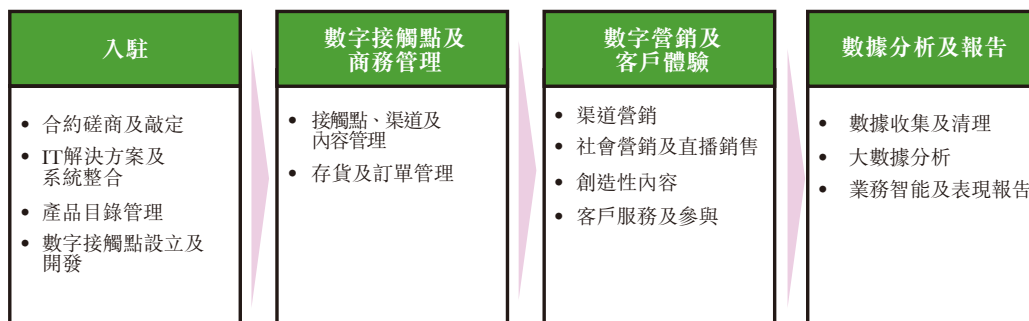 入駐
• 合約磋商及敲定
• IT解決方案及
系統整合
• 產品目錄管理
• 數字接觸點設立及
開發
數字接觸點及
商務管理
• 接觸點、渠道及
內容管理
• 存貨及訂單管理
數字營銷及
客戶體驗
• 渠道營銷
• 社會營銷及直播銷售
• 創造性內容
• 客戶服務及參與
數據分析及報告
• 數據收集及清理
• 大數據分析
• 業務智能及表現報告